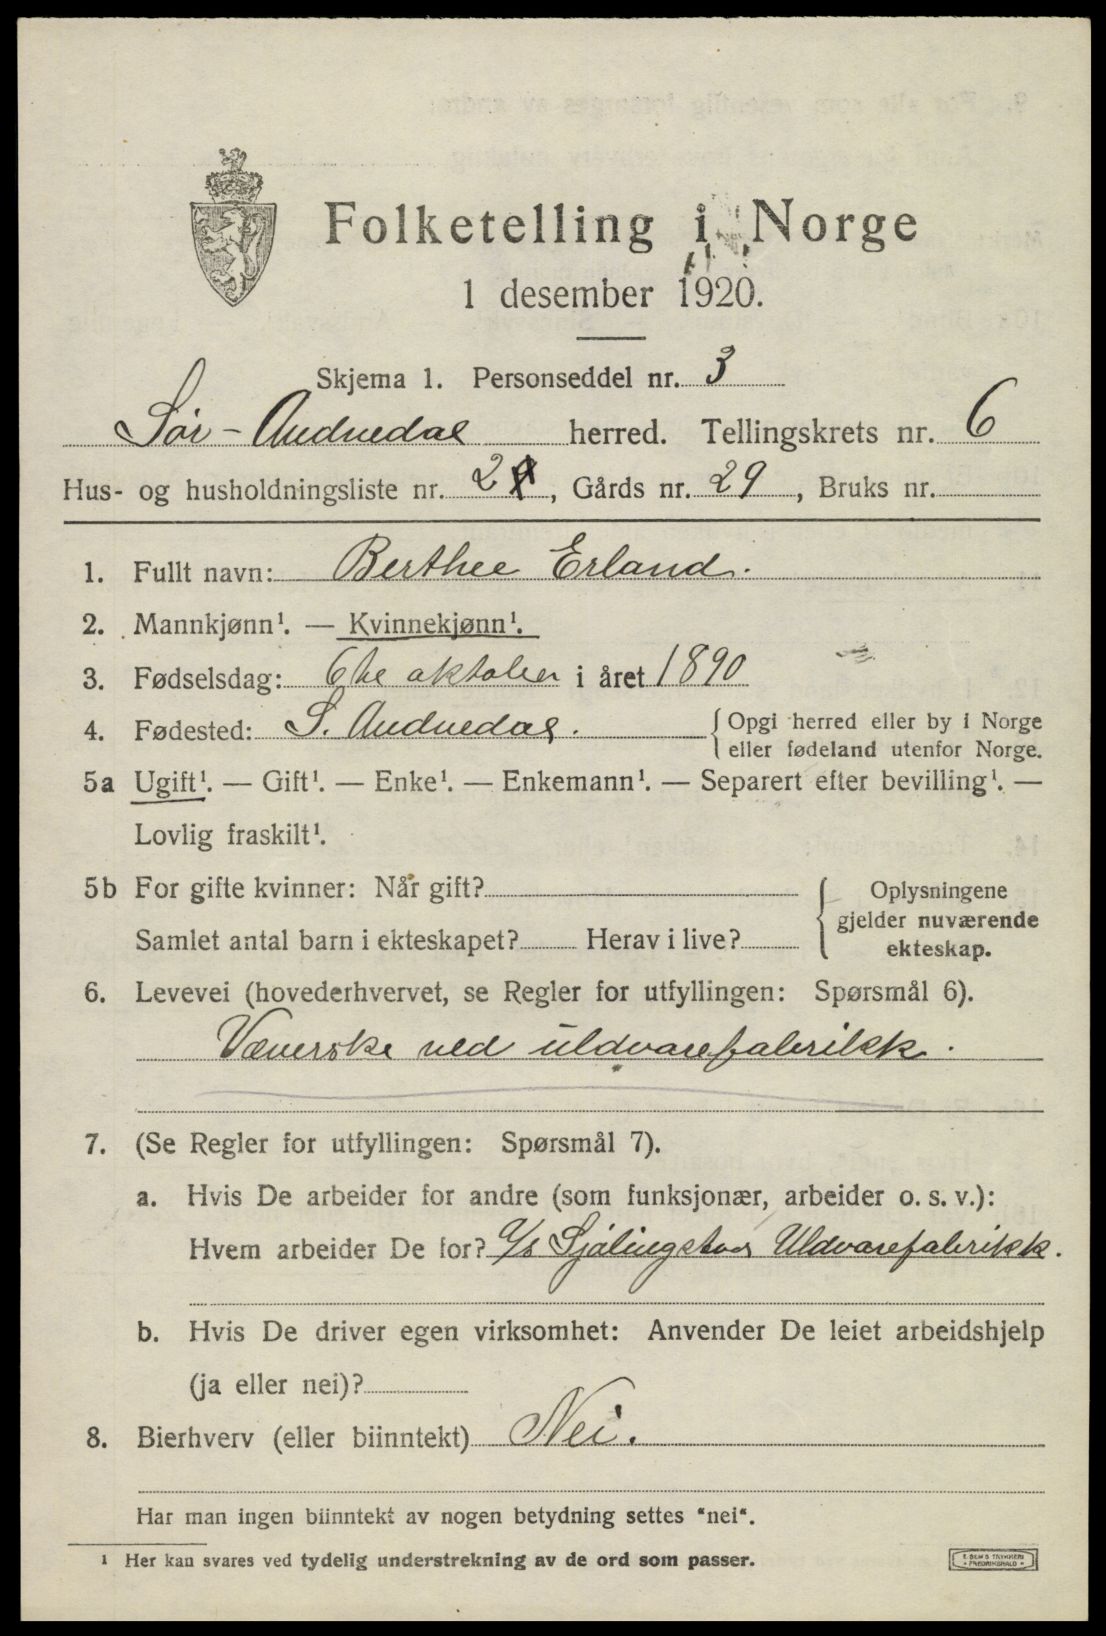 Folketelling i Norge
1 desember 1920.
Skjema 1. Personseddel nr. 3
Sør-Audnedal herred. Tellingskrets nr. 6
Hus- og husholdningsliste nr. 2, Gårds nr. 29, Bruks nr.
1. Fullt navn: Berthee Erland.
2. Mannkjønn¹. — Kvinnekjønn¹.
3. Fødselsdag: 6te oktober i året 1890
4. Fødested: S. Audnedal. { Opgi herred eller by i Norge
eller fødeland utenfor Norge.
5a Ugift¹. — Gift¹. — Enke¹. — Enkemann¹. — Separert efter bevilling¹. —
Lovlig fraskilt¹.
5b For gifte kvinner: Når gift? { Oplysningene
gjelder nuværende
Samlet antal barn i ekteskapet? Herav i live?
ekteskap.
6. Levevei (hovederhvervet, se Regler for utfyllingen: Spørsmål 6).
Væverske ved uldvarefabrikk.
7. (Se Regler for utfyllingen: Spørsmål 7).
a. Hvis De arbeider for andre (som funksjonær, arbeider o. s. v.):
Hvem arbeider De for? A/S Sjølingstad Uldvarefabrikk.
b. Hvis De driver egen virksomhet: Anvender De leiet arbeidshjelp
(ja eller nei)?
8. Bierhverv (eller biinntekt) Nei.
Har man ingen biinntekt av nogen betydning settes "nei".
¹ Her kan svares ved tydelig understrekning av de ord som passer.